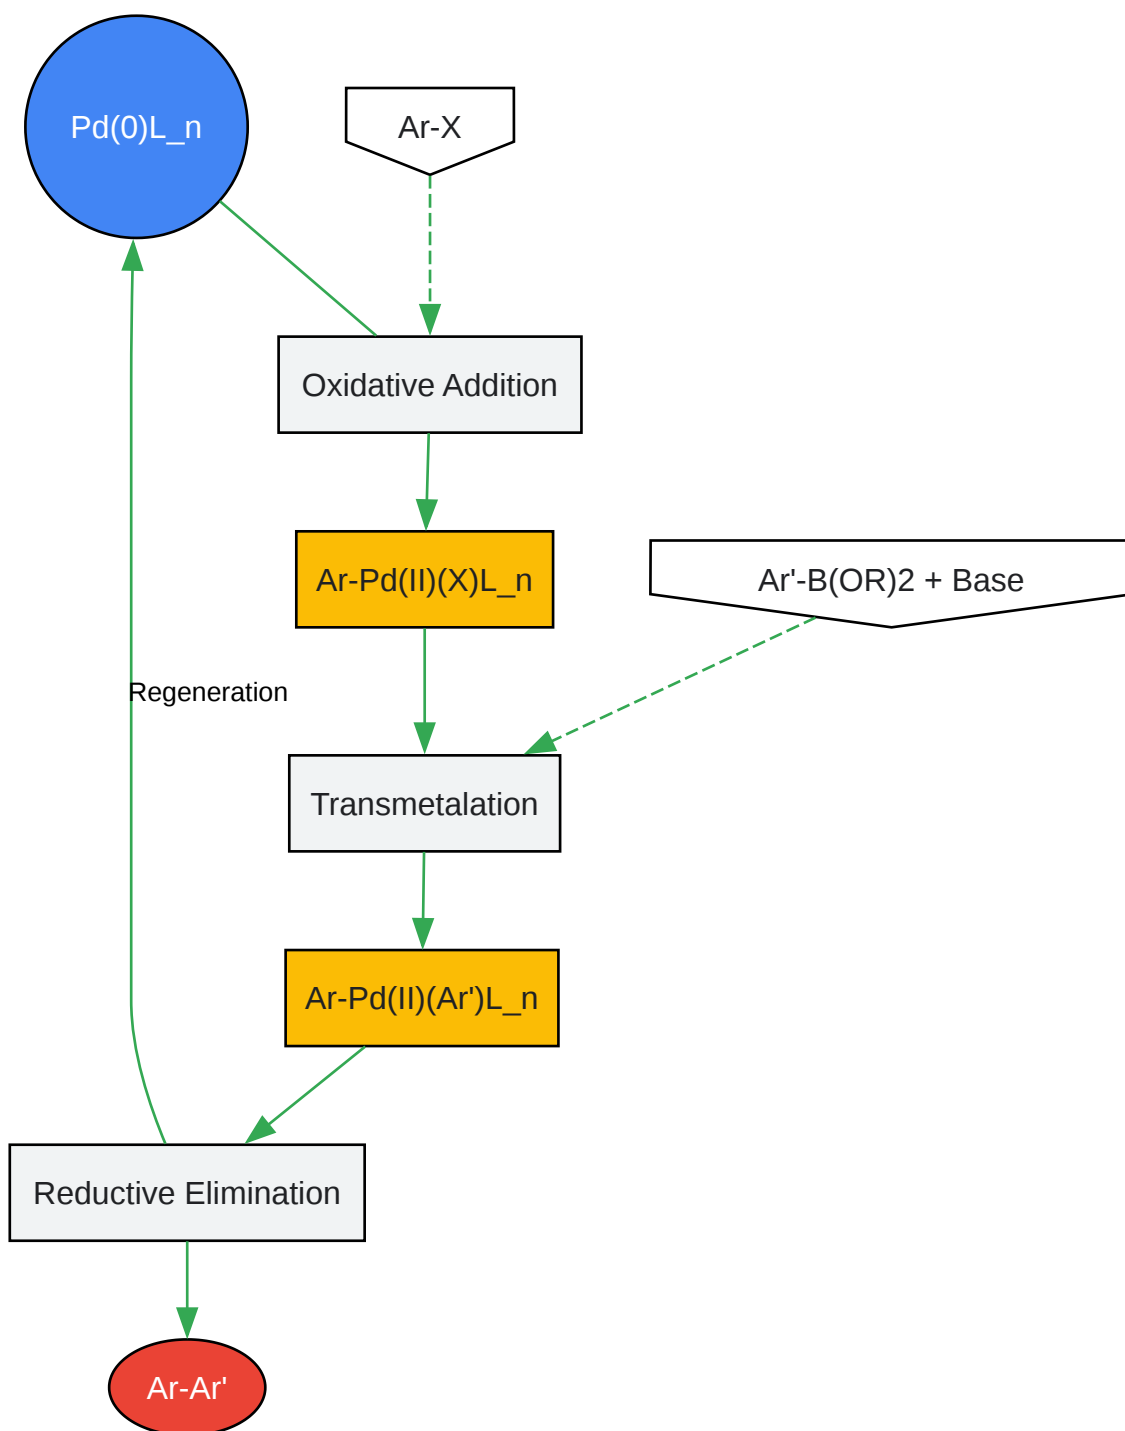 Pd(0)L_n
Ar-X
Oxidative Addition
Ar-Pd(II)(X)L_n
Ar'-B(OR)2 + Base
Regeneration
Transmetalation
Ar-Pd(II)(Ar')L_n
Reductive Elimination
Ar-Ar'